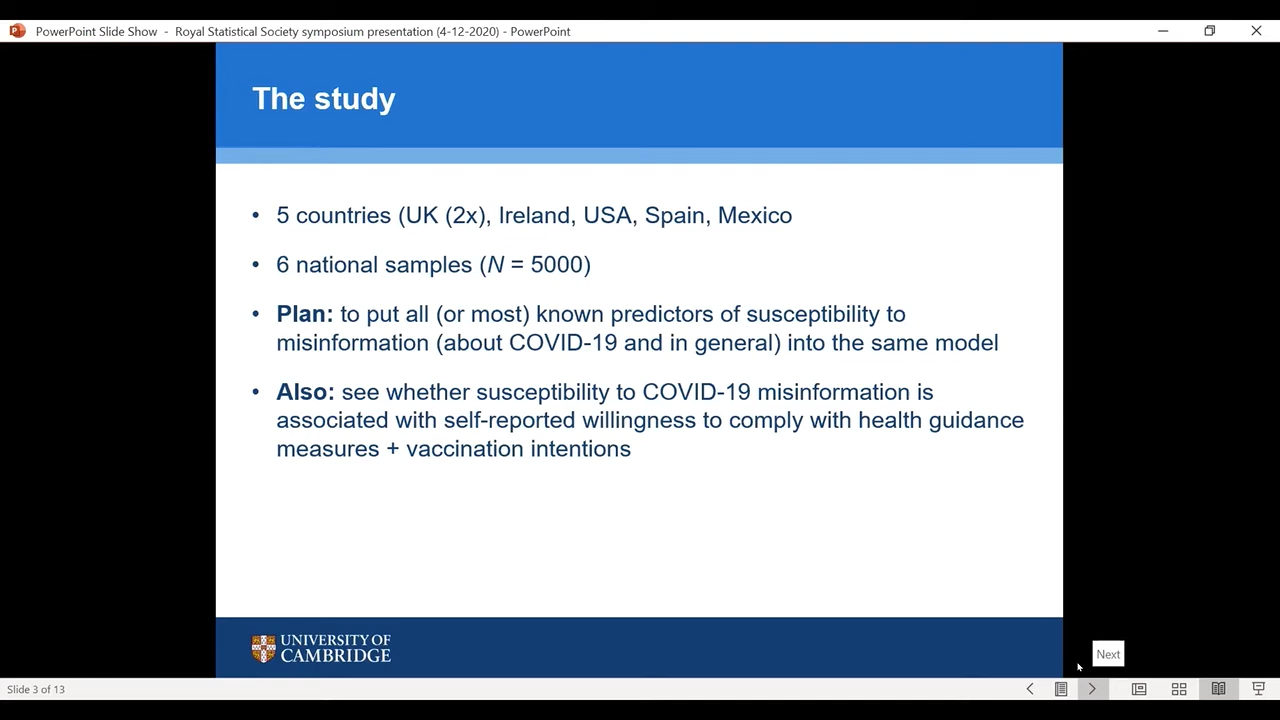 PowerPoint Slide Show - Royal Statistical Society symposium presentation (4-12-2020) - PowerPoint
The study
• 5 countries (UK (2x), Ireland, USA, Spain, Mexico
• 6 national samples (N = 5000)
• Plan: to put all (or most) known predictors of susceptibility to
misinformation (about COVID-19 and in general) into the same model
• Also: see whether susceptibility to COVID-19 misinformation is
associated with self-reported willingness to comply with health guidance
measures + vaccination intentions
UNIVERSITY OF
CAMBRIDGE
Next
Slide 3 of 13